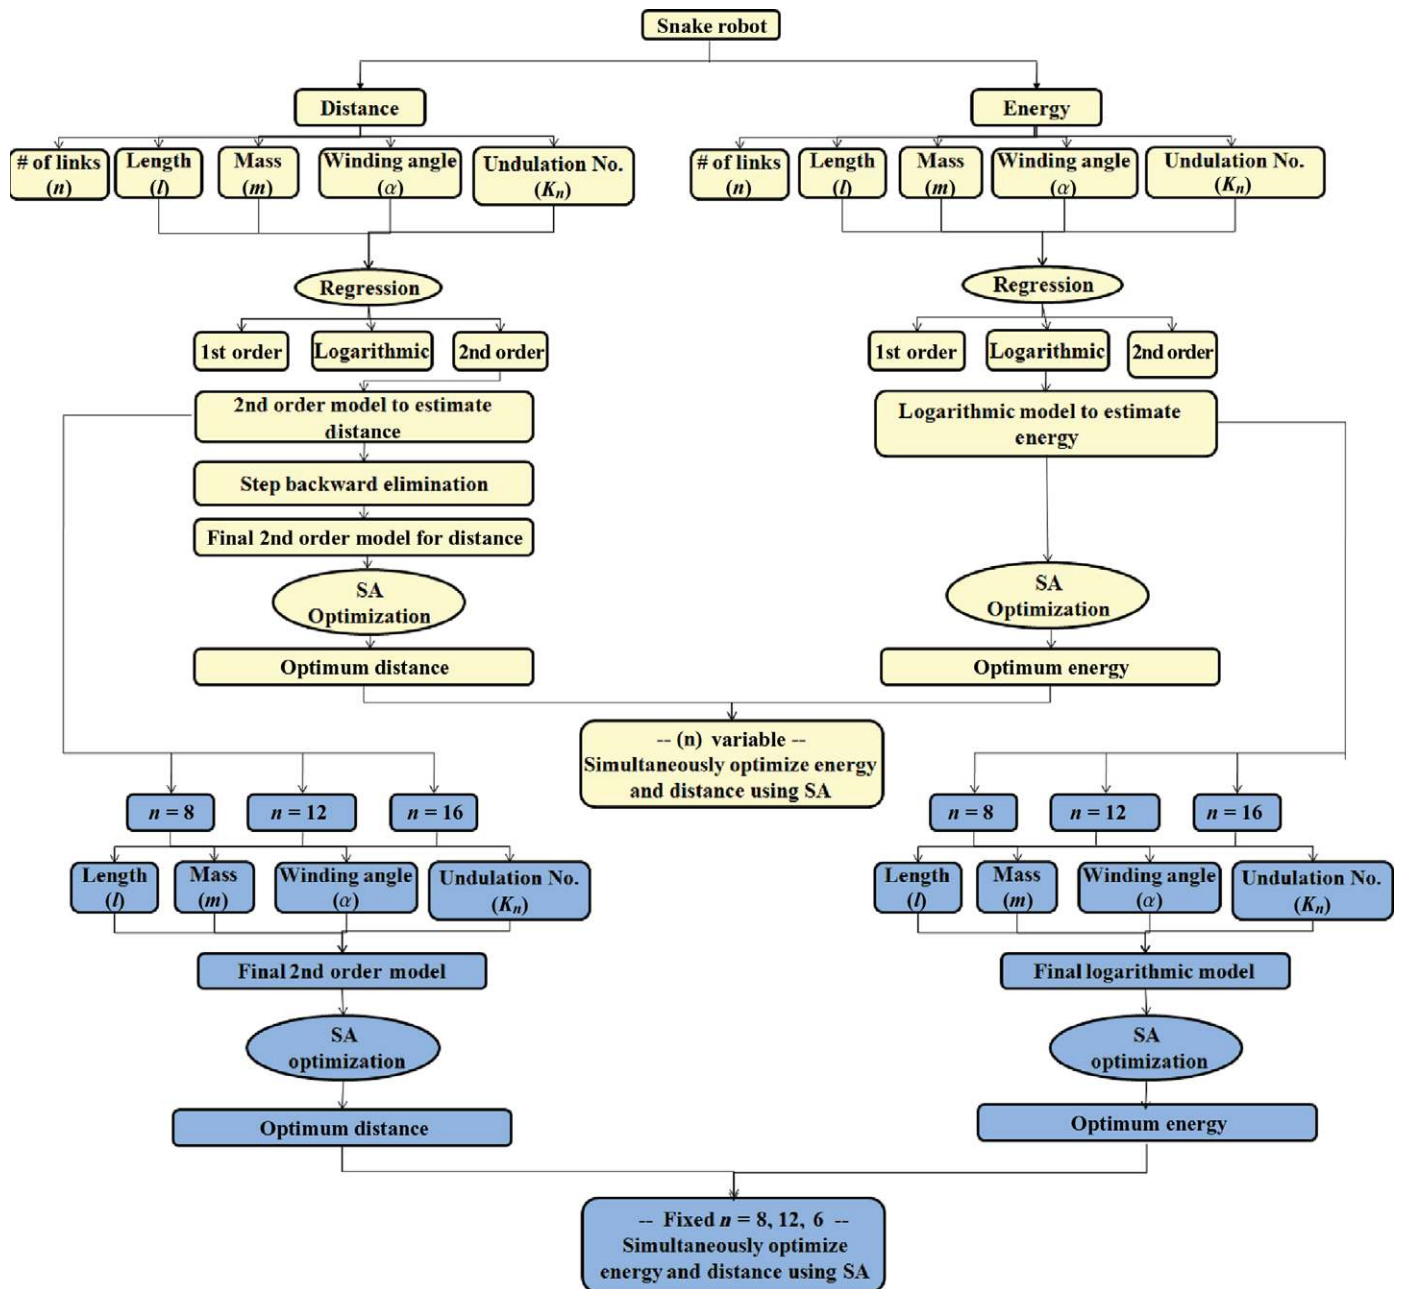 Snake robot
Distance
Energy
# of links
(n)
Length
(l)
Mass
(m)
Winding angle
(α)
Undulation No.
(Kn)
# of links
(n)
Length
(l)
Mass
(m)
Winding angle
(α)
Undulation No.
(Kn)
Regression
Regression
1st order
Logarithmic
2nd order
1st order
Logarithmic
2nd order
2nd order model to estimate
distance
Logarithmic model to estimate
energy
Step backward elimination
Final 2nd order model for distance
SA
Optimization
SA
Optimization
Optimum distance
Optimum energy
-- (n) variable --
Simultaneously optimize energy
and distance using SA
n = 8
n = 12
n = 16
n = 8
n = 12
n = 16
Length
(l)
Mass
(m)
Winding angle
(α)
Undulation No.
(Kn)
Length
(l)
Mass
(m)
Winding angle
(α)
Undulation No.
(Kn)
Final 2nd order model
Final logarithmic model
SA
optimization
SA
optimization
Optimum distance
Optimum energy
-- Fixed n = 8, 12, 6 --
Simultaneously optimize
energy and distance using SA